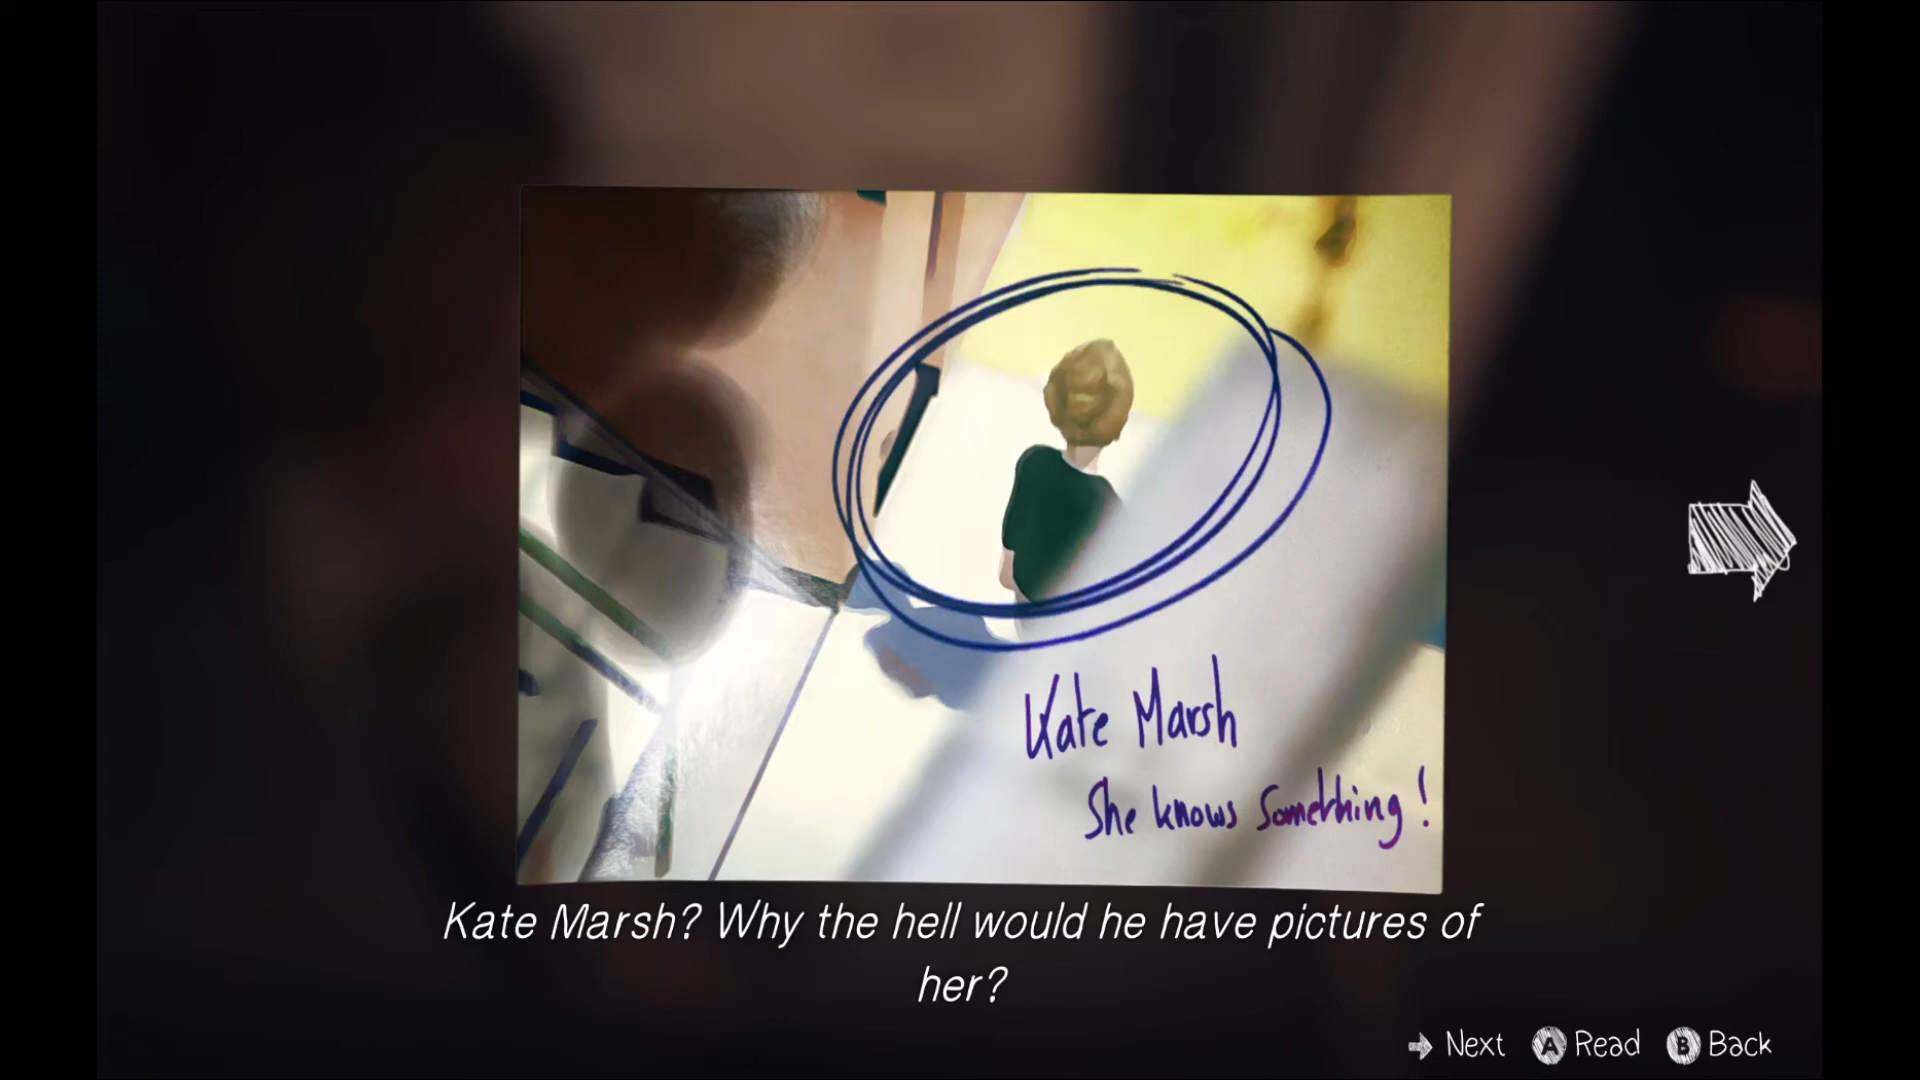 Kate Marsh
She knows Something!
Kate Marsh? Why the hell would he have pictures of
her?
Next A Read B Back